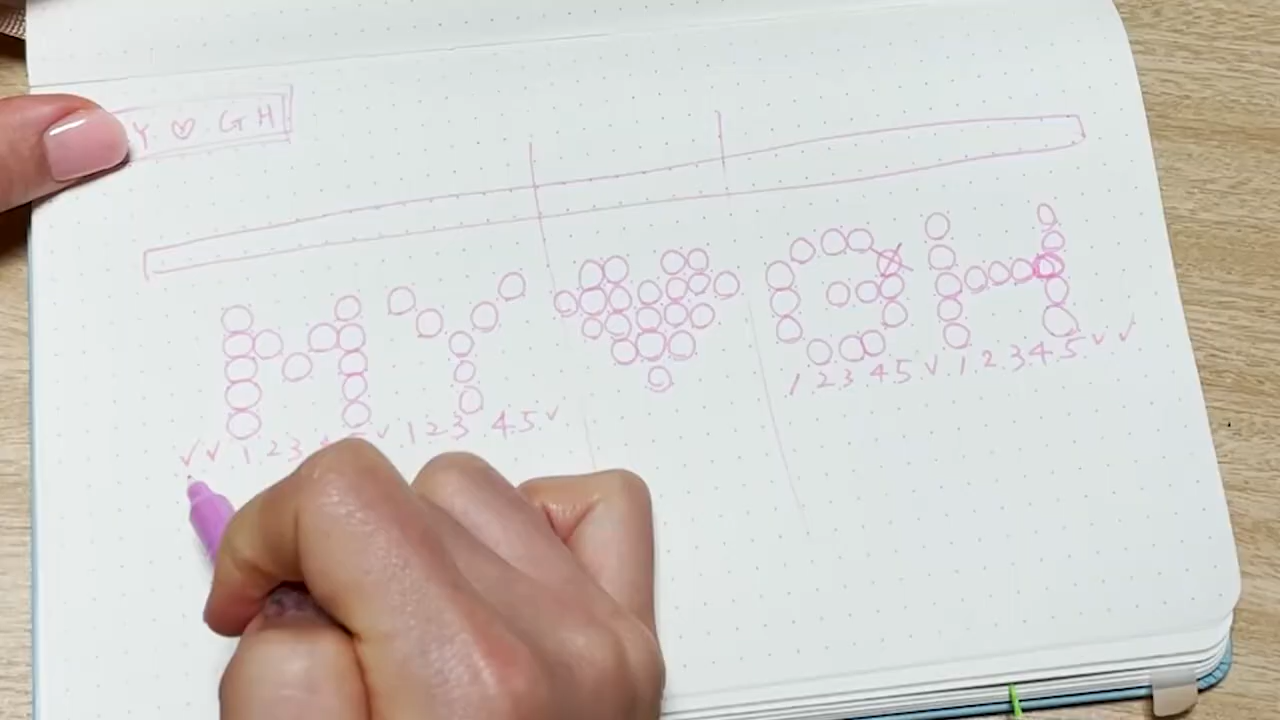 Y ♡ GH
MY ♥ GH
✓ ✓ 1 2 3 ✓ 1 2 3 4 5 ✓ 1 2 3 4 5 ✓ 1 2 3 4 5 ✓ ✓